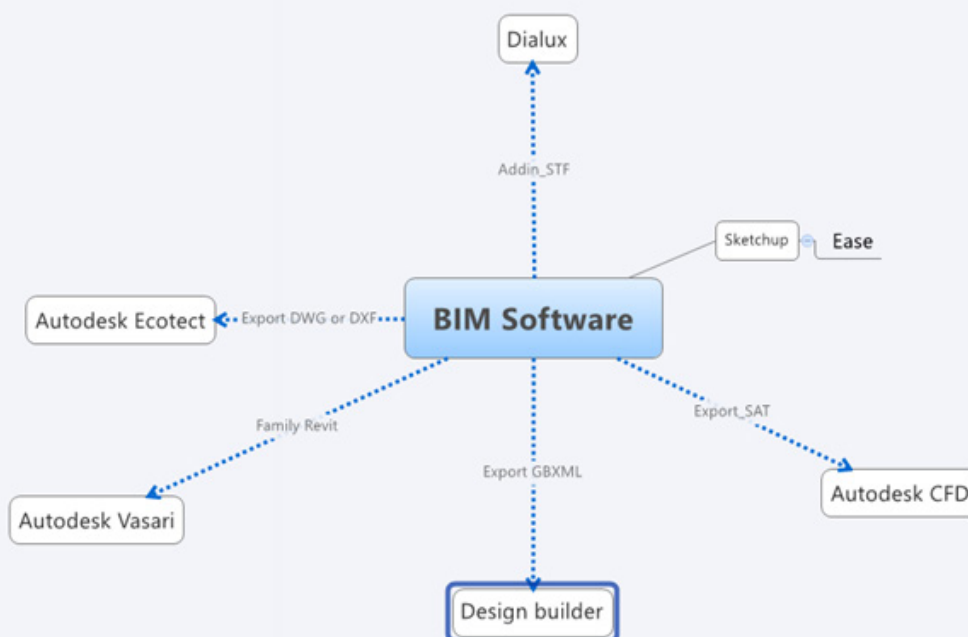 Dialux
Addin_STF
Sketchup
Ease
Autodesk Ecotect
Export DWG or DXF
BIM Software
Family Revit
Export_SAT
Export GBXML
Autodesk Vasari
Autodesk CFD
Design builder